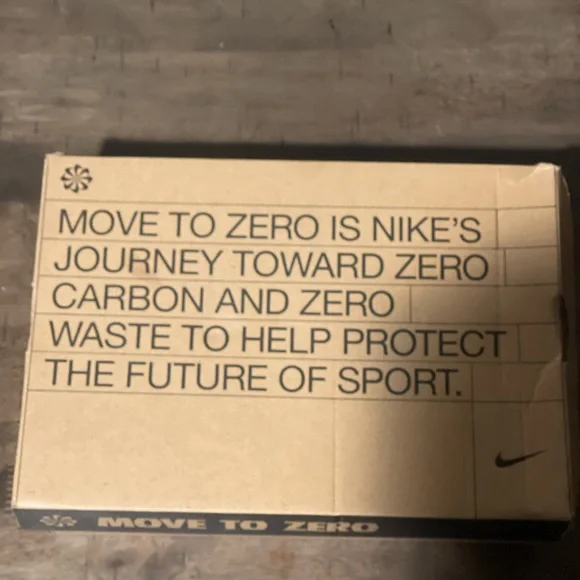 MOVE TO ZERO IS NIKE'S
JOURNEY TOWARD ZERO
CARBON AND ZERO
WASTE TO HELP PROTECT
THE FUTURE OF SPORT.
MOVE TO ZERO